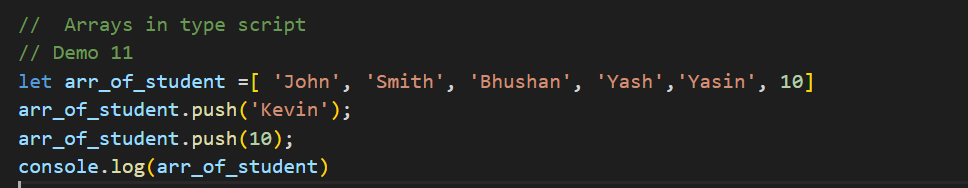 //  Arrays in type script
// Demo 11
let arr_of_student =[ 'John', 'Smith', 'Bhushan', 'Yash','Yasin', 10]
arr_of_student.push('Kevin');
arr_of_student.push(10);
console.log(arr_of_student)